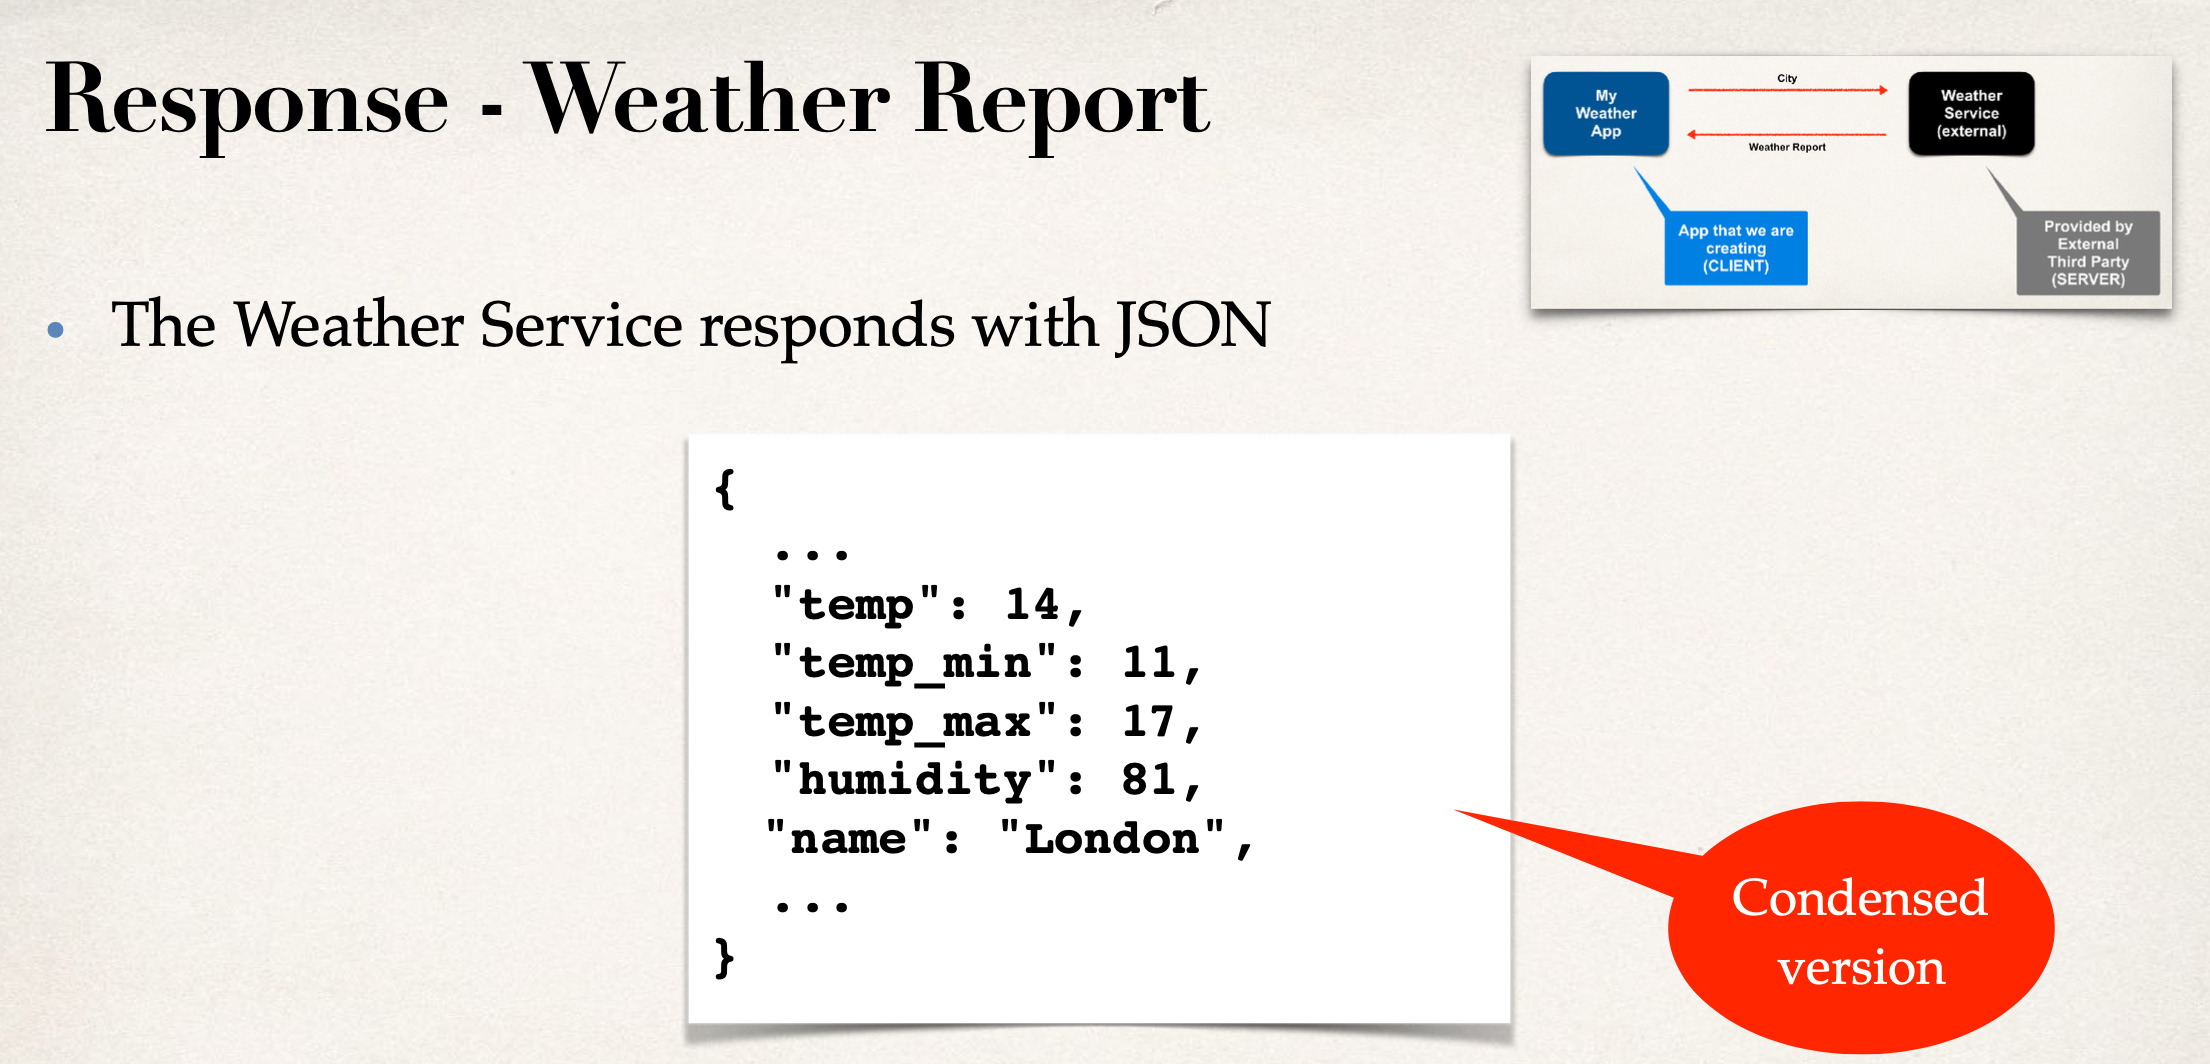 Response - Weather Report
City
My
Weather
App
Weather
Service
(external)
Weather Report
App that we are
creating
(CLIENT)
Provided by
External
Third Party
(SERVER)
• The Weather Service responds with JSON
{
...
"temp": 14,
"temp_min": 11,
"temp_max": 17,
"humidity": 81,
"name": "London",
...
}
Condensed
version